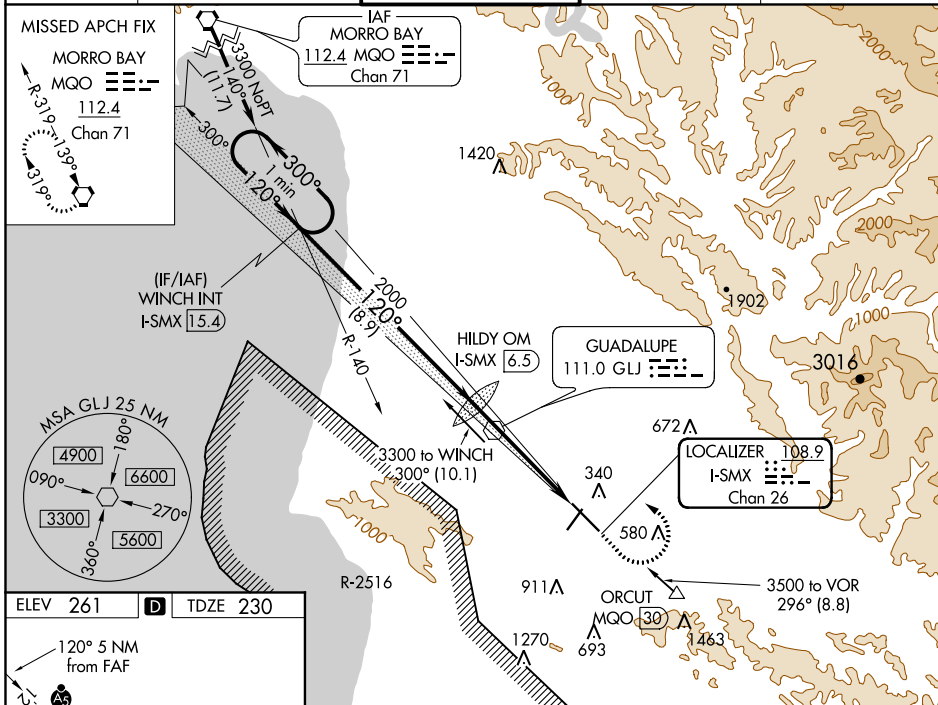 MISSED APCH FIX
MORRO BAY
MQO
112.4
Chan 71
R-319
139°
319°
IAF
MORRO BAY
112.4 MQO
Chan 71
3300 NoPT
140°
(11.7)
300°
300°
1 min
120°
2000
120°
(8.9)
(IF/IAF)
WINCH INT
I-SMX 15.4
R-140
HILDY OM
I-SMX 6.5
GUADALUPE
111.0 GLJ
3300 to WINCH
300° (10.1)
LOCALIZER 108.9
I-SMX
Chan 26
1420
1000
2000
2000
1902
1000
3016
672
340
580
911
ORCUT
MQO 30
3500 to VOR
296° (8.8)
693
1463
1270
1000
R-2516
MSA GLJ 25 NM
180°
4900
6600
090°
270°
3300
5600
360°
ELEV 261
D
TDZE 230
120° 5 NM
from FAF
12
A5